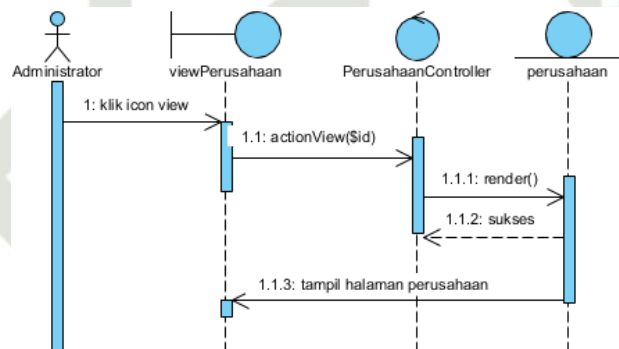 Administrator
viewPerusahaan
PerusahaanController
perusahaan
1: klik icon view
1.1: actionView($id)
1.1.1: render()
1.1.2: sukses
1.1.3: tampil halaman perusahaan